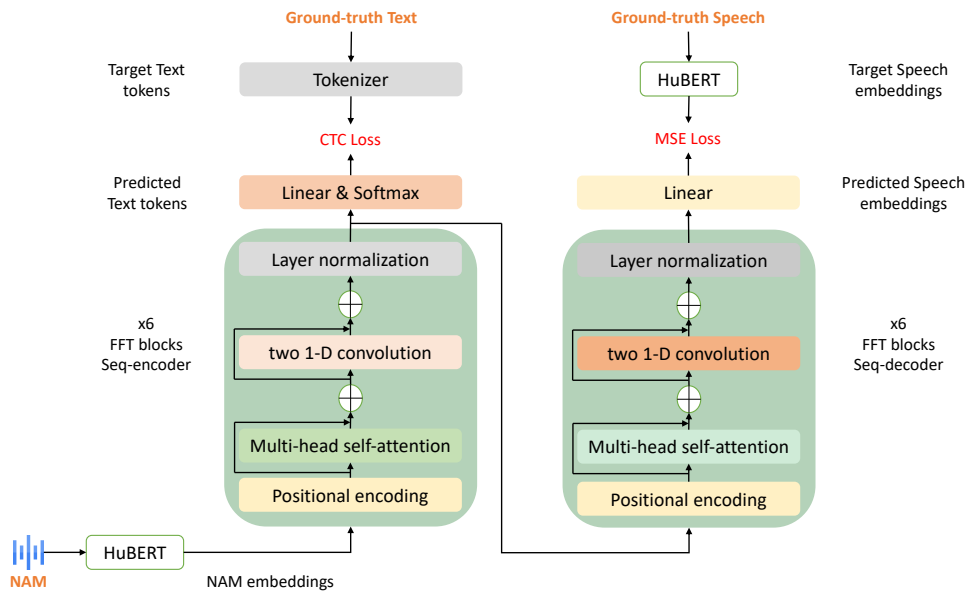 Ground-truth Text
Ground-truth Speech
Target Text
tokens
Tokenizer
HuBERT
Target Speech
embeddings
CTC Loss
MSE Loss
Predicted
Text tokens
Linear & Softmax
Linear
Predicted Speech
embeddings
Layer normalization
Layer normalization
x6
FFT blocks
Seq-encoder
two 1-D convolution
two 1-D convolution
x6
FFT blocks
Seq-decoder
Multi-head self-attention
Multi-head self-attention
Positional encoding
Positional encoding
HuBERT
NAM
NAM embeddings